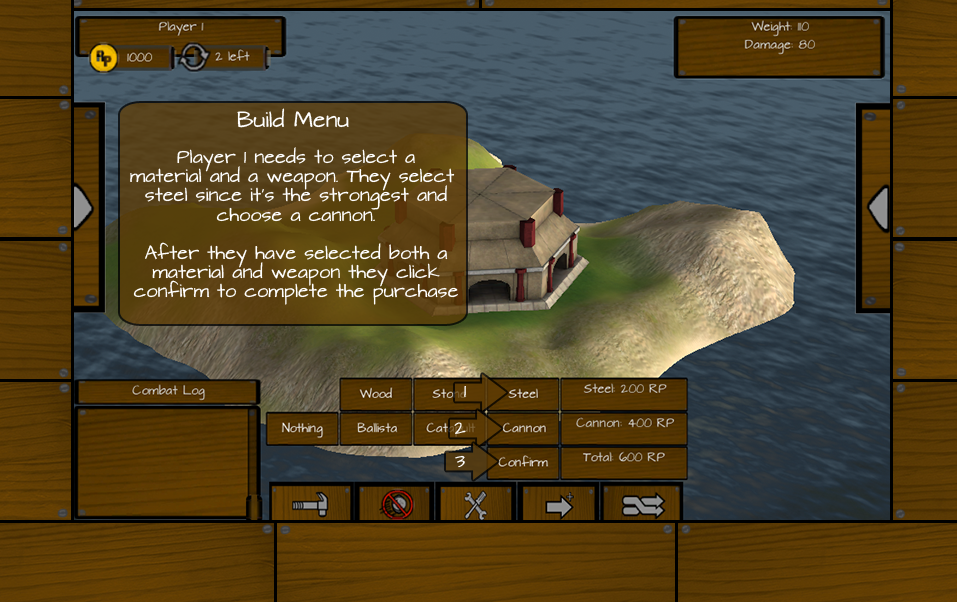 Player 1
RP
1000
2 left
Weight: 110
Damage: 80
Build Menu
Player 1 needs to select a
material and a weapon. They select
steel since it's the strongest and
choose a cannon.
After they have selected both a
material and weapon they click
confirm to complete the purchase
Combat Log
Wood
1
Steel
Steel: 200 RP
Nothing
Ballista
2
Cannon
Cannon: 400 RP
3
Confirm
Total: 600 RP